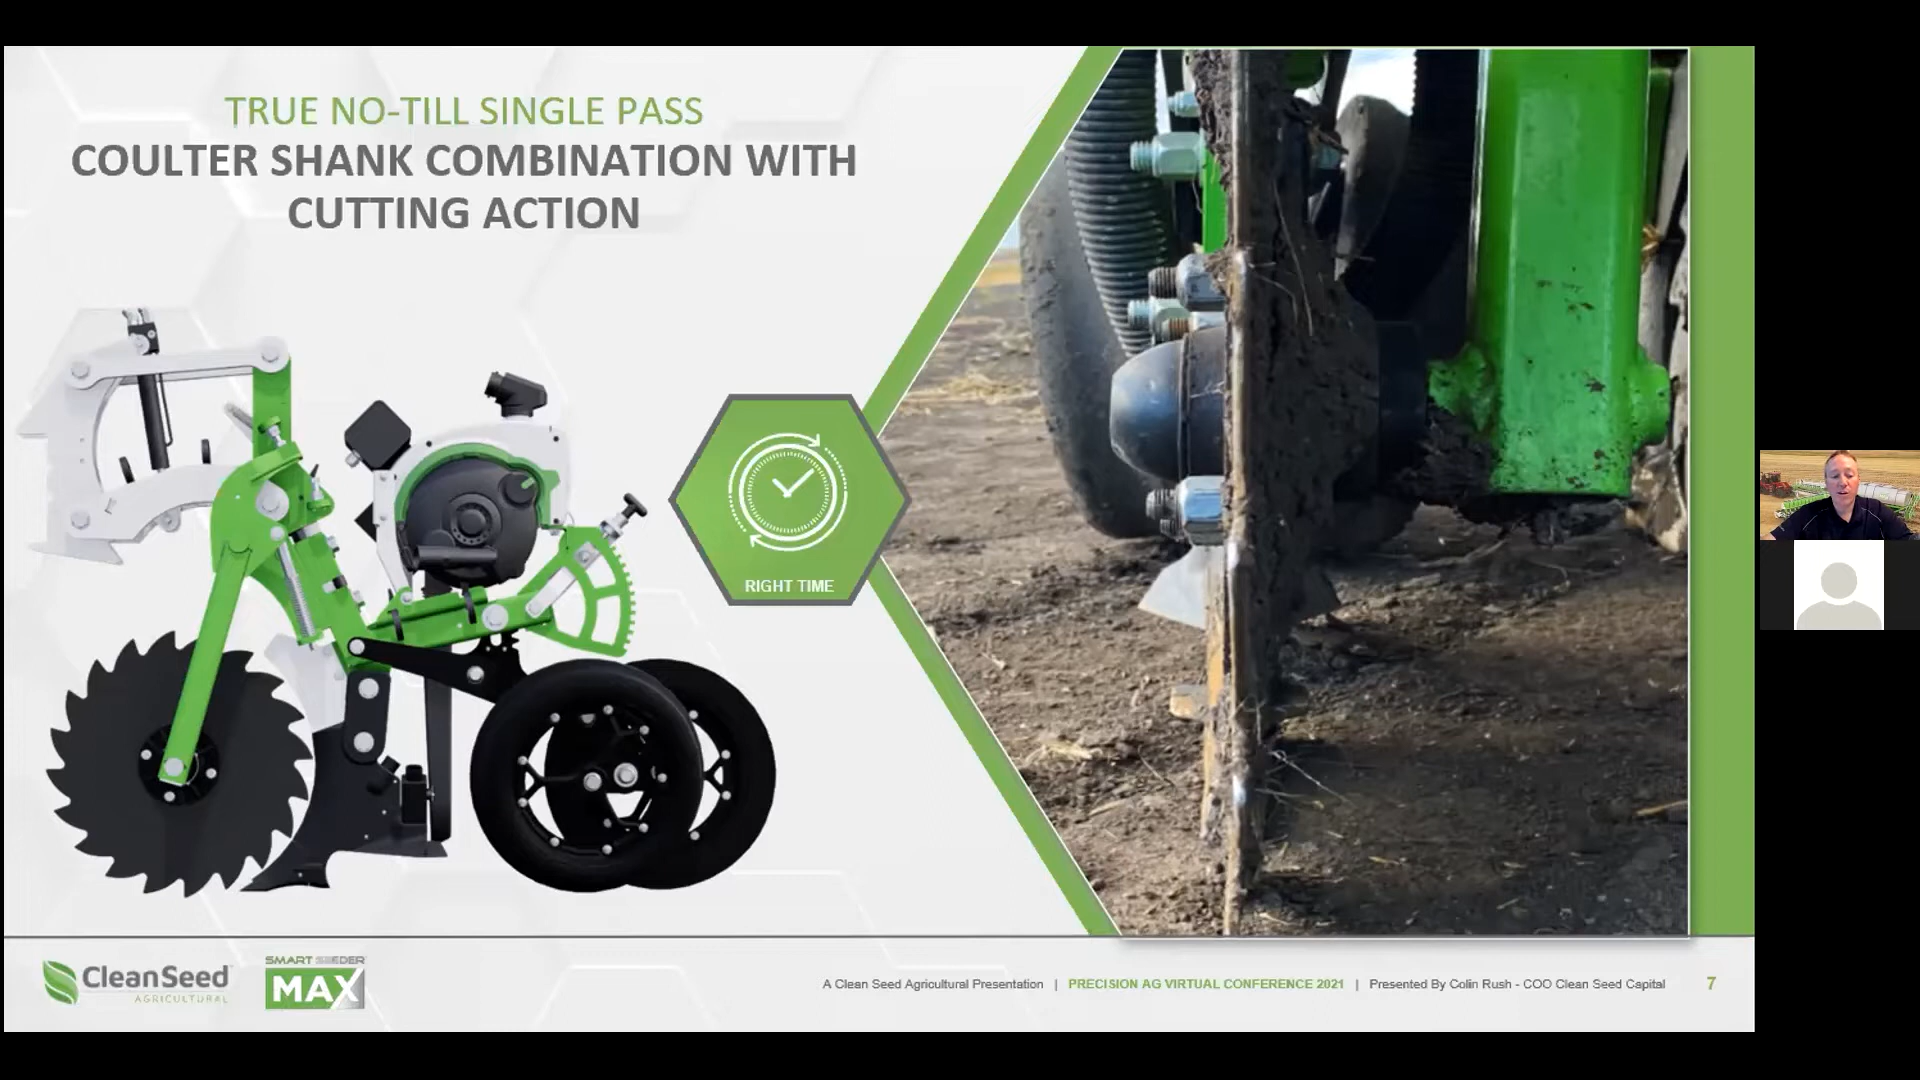 TRUE NO-TILL SINGLE PASS
COULTER SHANK COMBINATION WITH
CUTTING ACTION
RIGHT TIME
CleanSeed
AGRICULTURAL
SMART SEEDER
MAX
A Clean Seed Agricultural Presentation | PRECISION AG VIRTUAL CONFERENCE 2021 | Presented By Colin Rush - COO Clean Seed Capital 7